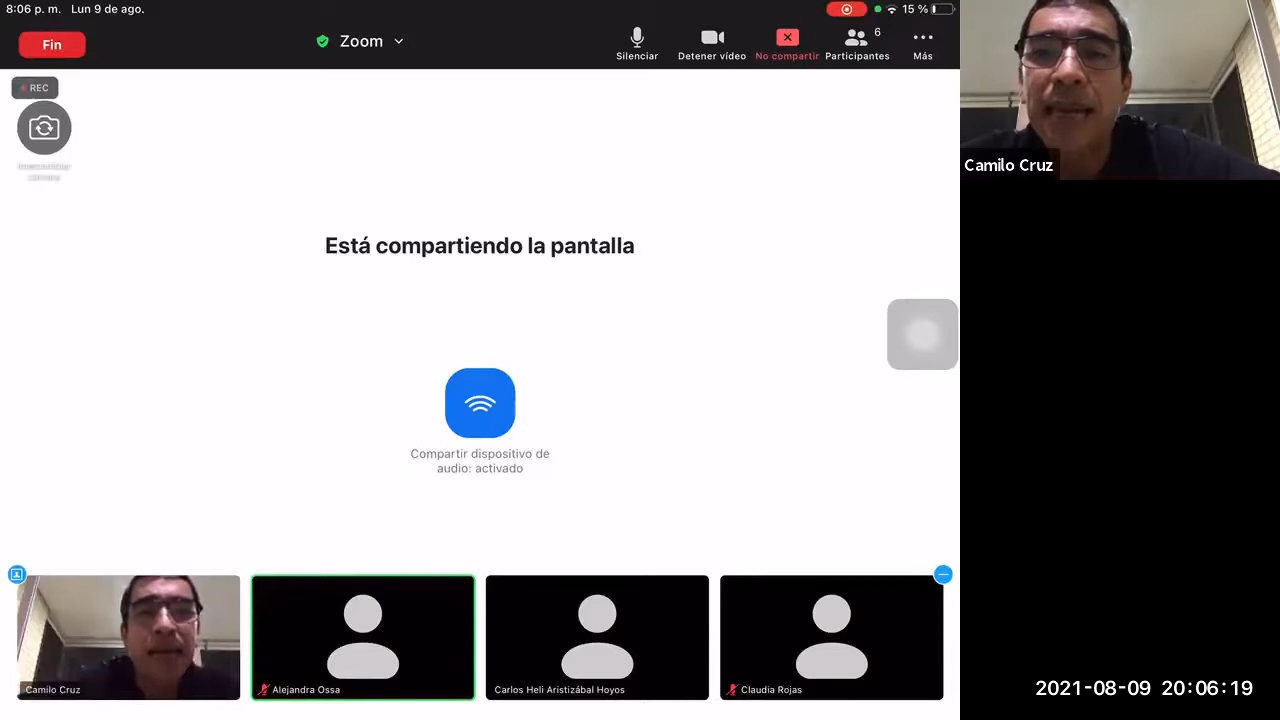 8:06 p. m. Lun 9 de ago.
15 %
Fin
Zoom
Silenciar
Detener vídeo
No compartir
Participantes
6
Más
REC
Intercambiar
cámara
Está compartiendo la pantalla
Compartir dispositivo de
audio: activado
Camilo Cruz
Alejandra Ossa
Carlos Heli Aristizábal Hoyos
Claudia Rojas
Camilo Cruz
2021-08-09 20:06:19